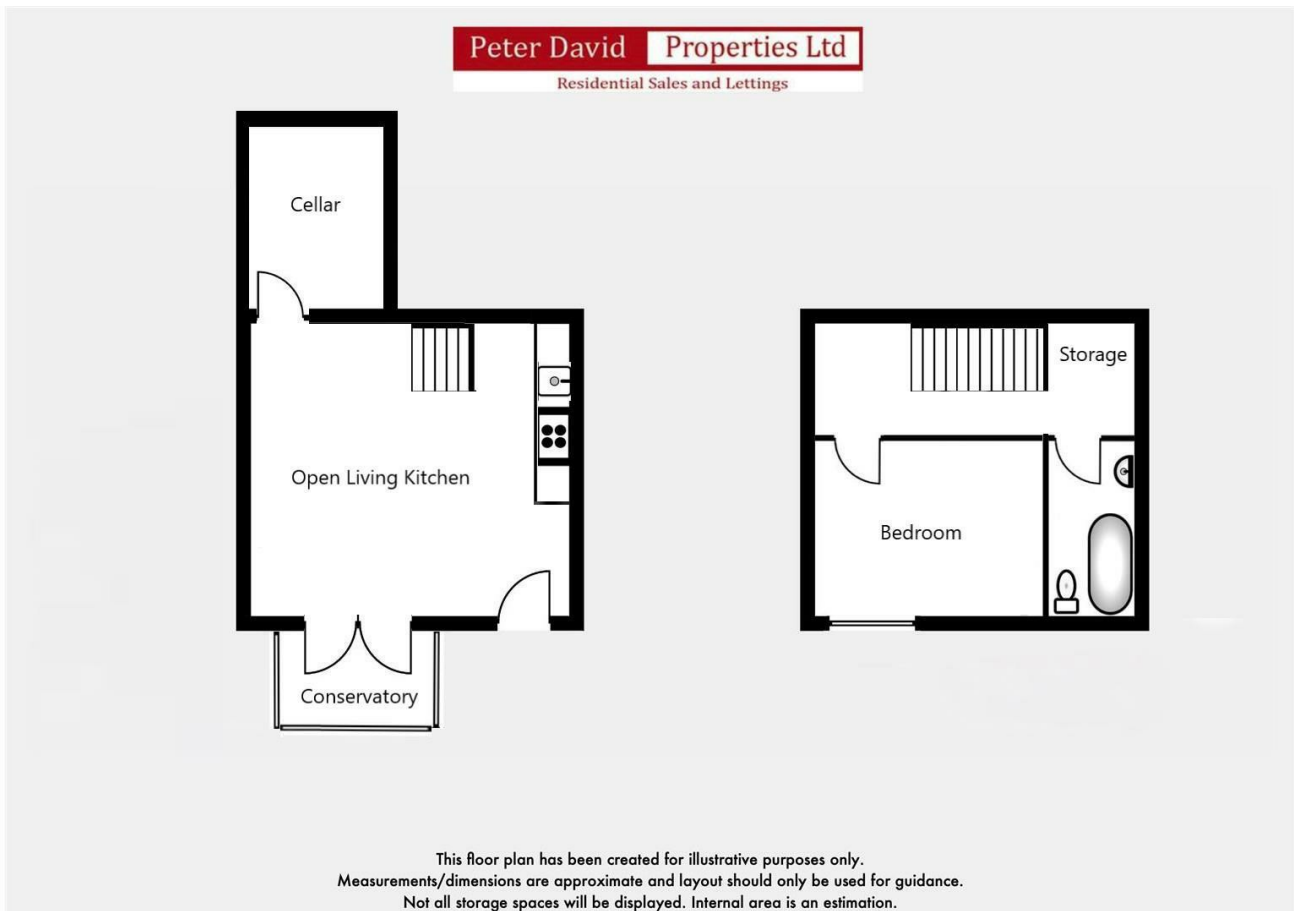 Peter David Properties Ltd
Residential Sales and Lettings
Cellar
Storage
Open Living Kitchen
Bedroom
Conservatory
This floor plan has been created for illustrative purposes only.
Measurements/dimensions are approximate and layout should only be used for guidance.
Not all storage spaces will be displayed. Internal area is an estimation.